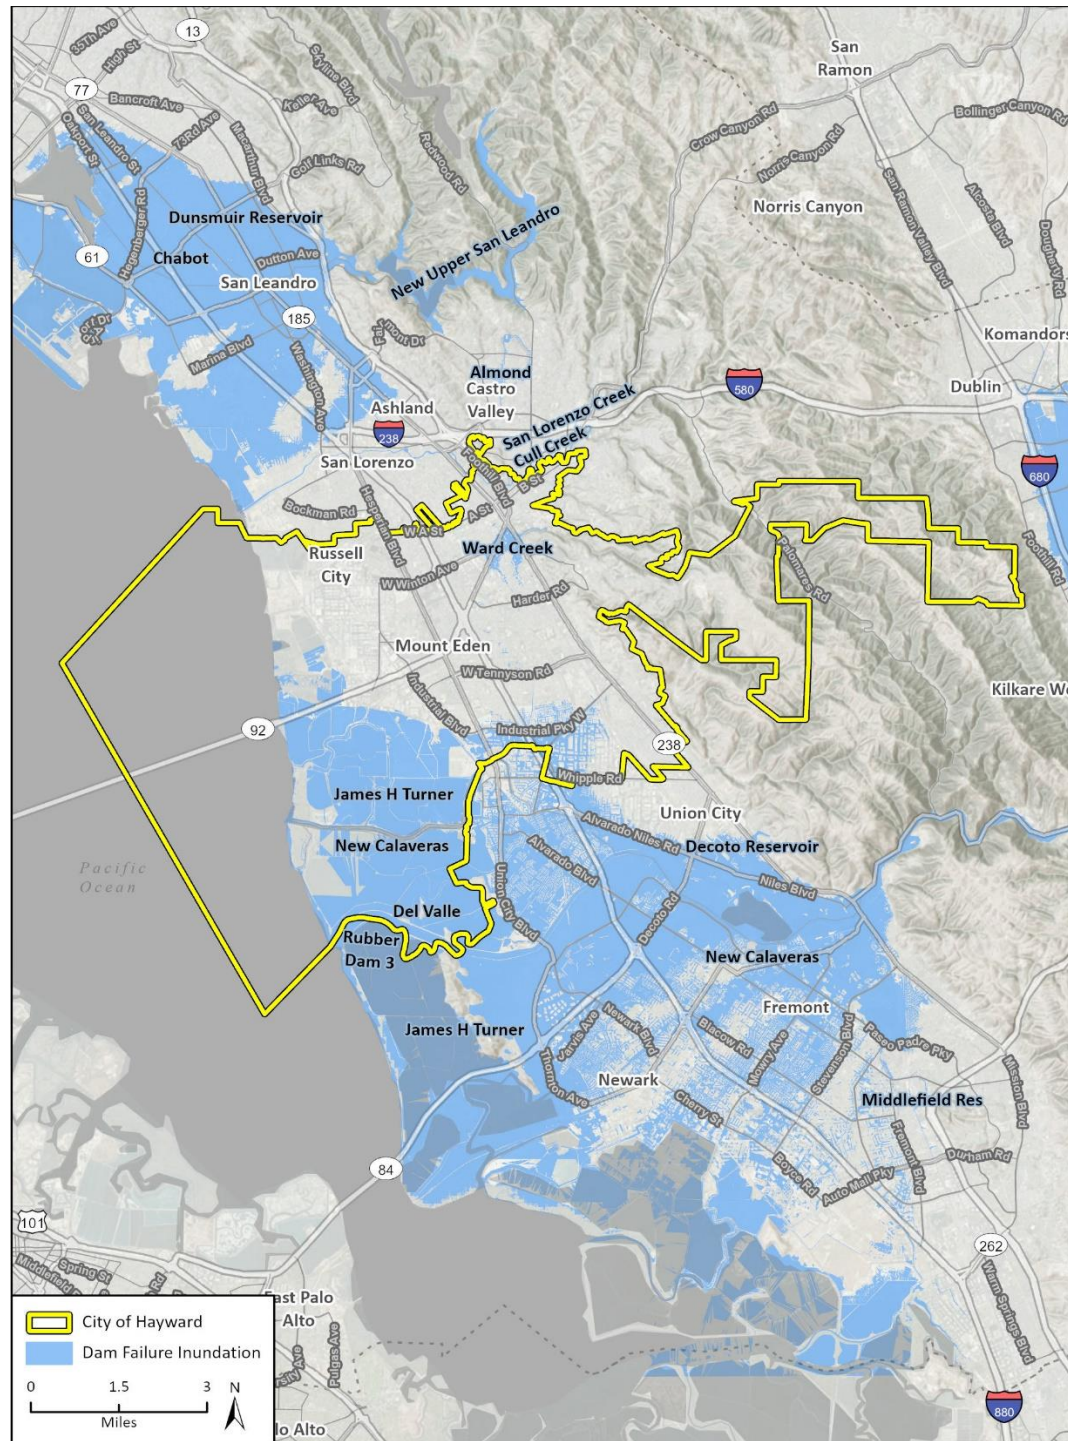 13
35Th Ave
High St
Skyline Blvd
San
Ramon
77
Bancroft Ave
Keller Ave
Bollinger Canyon Rd
San Leandro St
Oakport St
73Rd Ave
Macarthur Blvd
Redwood Rd
Crow Canyon Rd
Golf Links Rd
Norris Canyon Rd
San Ramon Valley Blvd
Alcosta Blvd
Norris Canyon
Dougherty Rd
Dunsmuir Reservoir
New Upper San Leandro
Hegenberger Rd
61
Chabot
Dutton Ave
San Leandro
185
Marina Blvd
Washington Ave
Komandors
Almond
Castro
Valley
580
Dublin
Ashland
238
San Lorenzo Creek
Cull Creek
San Lorenzo
Foothill Blvd
B St
680
Hesperian Blvd
Bockman Rd
A St
W A St
Russell
City
Ward Creek
Foothill Rd
Palomares Rd
W Winton Ave
Harder Rd
Mount Eden
W Tennyson Rd
Kilkare Wo
Industrial Blvd
92
Industrial Pky W
238
Whipple Rd
James H Turner
Union City
New Calaveras
Alvarado Niles Rd
Decoto Reservoir
Pacific
Ocean
Alvarado Blvd
Niles Blvd
Union City Blvd
Decoto Rd
Del Valle
Rubber
Dam 3
New Calaveras
Fremont
James H Turner
Newark Blvd
Jarvis Ave
Blacow Rd
Mowry Ave
Stevenson Blvd
Paseo Padre Pky
Thornton Ave
Newark
Mission Blvd
Middlefield Res
Cherry St
Fremont Blvd
Durham Rd
Boyce Rd
Auto Mall Pky
84
101
262
Spring St
Warm Springs Blvd
East Palo
Alto
Pulgas Ave
880
lo Alto
City of Hayward
Dam Failure Inundation
0 1.5 3
Miles
N